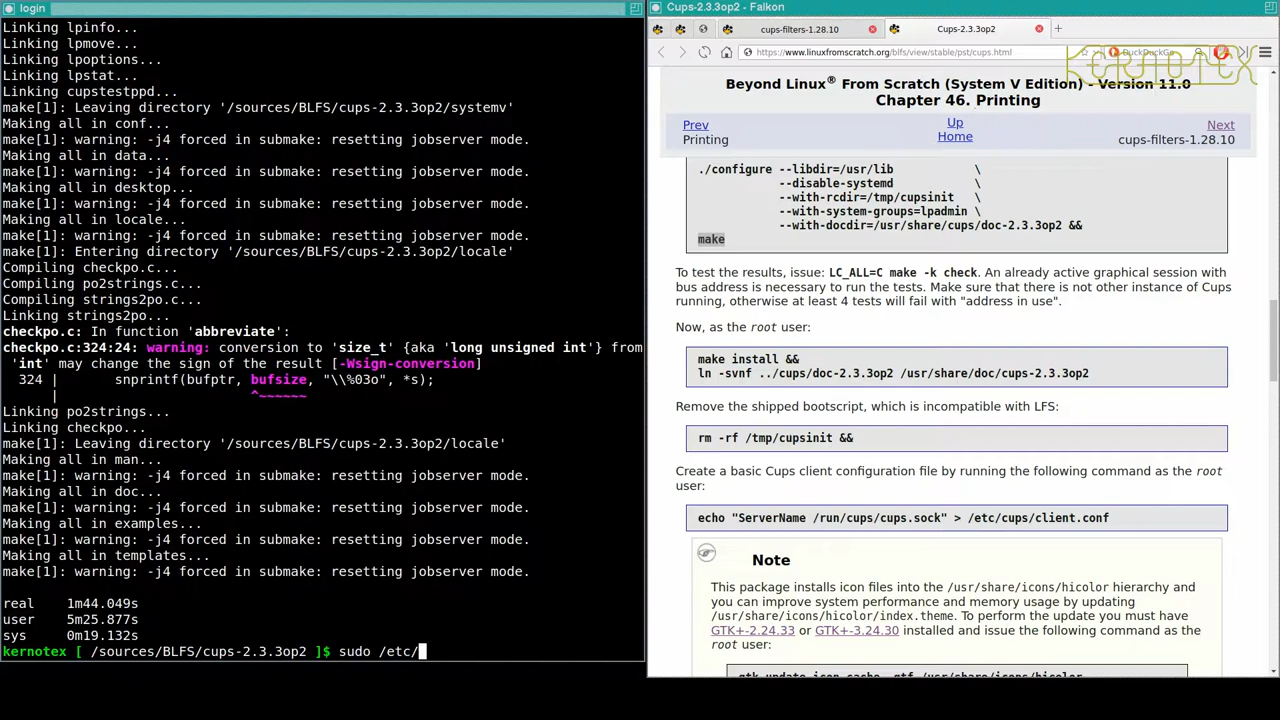 login
Linking lpinfo...
Linking lpmove...
Linking lpoptions...
Linking lpstat...
Linking cupstestppd...
make[1]: Leaving directory '/sources/BLFS/cups-2.3.3op2/systemv'
Making all in conf...
make[1]: warning: -j4 forced in submake: resetting jobserver mode.
Making all in data...
make[1]: warning: -j4 forced in submake: resetting jobserver mode.
Making all in desktop...
make[1]: warning: -j4 forced in submake: resetting jobserver mode.
Making all in locale...
make[1]: warning: -j4 forced in submake: resetting jobserver mode.
make[1]: Entering directory '/sources/BLFS/cups-2.3.3op2/locale'
Compiling checkpo.c...
Compiling po2strings.c...
Compiling strings2po.c...
Linking strings2po...
checkpo.c: In function 'abbreviate':
checkpo.c:324:24: warning: conversion to 'size_t' {aka 'long unsigned int'} from
'int' may change the sign of the result [-Wsign-conversion]
324 | snprintf(bufptr, bufsize, "\\%03o", *s);
| ^~~~~~~
Linking po2strings...
Linking checkpo...
make[1]: Leaving directory '/sources/BLFS/cups-2.3.3op2/locale'
Making all in man...
make[1]: warning: -j4 forced in submake: resetting jobserver mode.
Making all in doc...
make[1]: warning: -j4 forced in submake: resetting jobserver mode.
Making all in examples...
make[1]: warning: -j4 forced in submake: resetting jobserver mode.
Making all in templates...
make[1]: warning: -j4 forced in submake: resetting jobserver mode.
real 1m44.049s
user 5m25.877s
sys 0m19.132s
kernotex [ /sources/BLFS/cups-2.3.3op2 ]$ sudo /etc/
Cups-2.3.3op2 - Falkon
cups-filters-1.28.10
Cups-2.3.3op2
https://www.linuxfromscratch.org/blfs/view/stable/pst/cups.html
DuckDuckGo
KERNOTEX
Beyond Linux® From Scratch (System V Edition) - Version 11.0
Chapter 46. Printing
Prev
Up
Next
Printing
Home
cups-filters-1.28.10
./configure --libdir=/usr/lib \
--disable-systemd \
--with-rcdir=/tmp/cupsinit \
--with-system-groups=lpadmin \
--with-docdir=/usr/share/cups/doc-2.3.3op2 &&
make
To test the results, issue: LC_ALL=C make -k check. An already active graphical session with
bus address is necessary to run the tests. Make sure that there is not other instance of Cups
running, otherwise at least 4 tests will fail with "address in use".
Now, as the root user:
make install &&
ln -svnf ../cups/doc-2.3.3op2 /usr/share/doc/cups-2.3.3op2
Remove the shipped bootscript, which is incompatible with LFS:
rm -rf /tmp/cupsinit &&
Create a basic Cups client configuration file by running the following command as the root
user:
echo "ServerName /run/cups/cups.sock" > /etc/cups/client.conf
Note
This package installs icon files into the /usr/share/icons/hicolor hierarchy and
you can improve system performance and memory usage by updating
/usr/share/icons/hicolor/index.theme. To perform the update you must have
GTK+-2.24.33 or GTK+-3.24.30 installed and issue the following command as the
root user:
gtk-update-icon-cache -qtf /usr/share/icons/hicolor